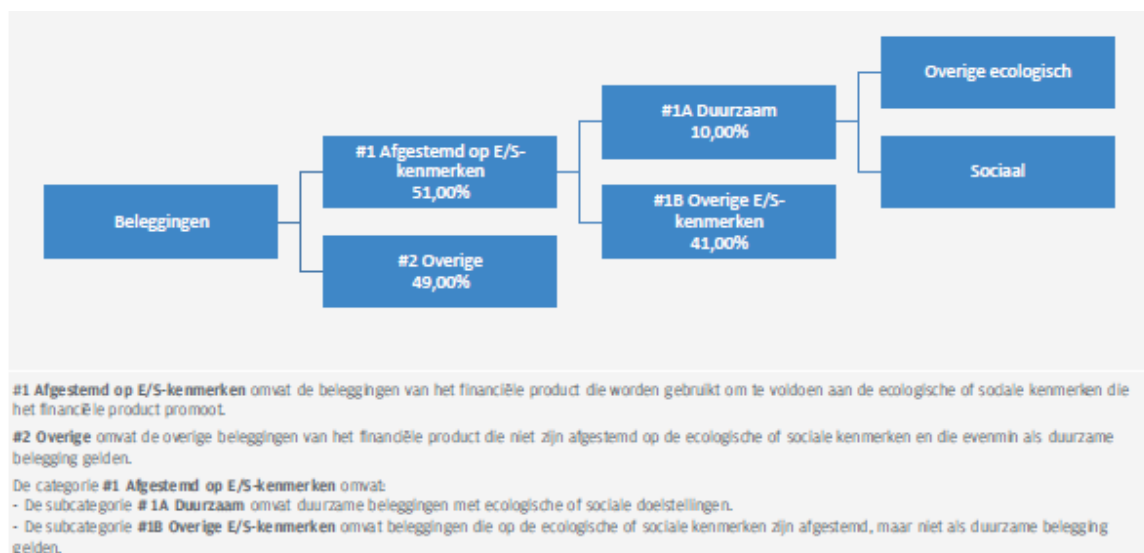 Overige ecologisch
#1A Duurzaam
10,00%
#1 Afgestemd op E/S-
kenmerken
51,00%
Sociaal
#1B Overige E/S-
kenmerken
41,00%
Beleggingen
#2 Overige
49,00%
#1 Afgestemd op E/S-kenmerken omvat de beleggingen van het financiële product die worden gebruikt om te voldoen aan de ecologische of sociale kenmerken die
het financiële product promoot.
#2 Overige omvat de overige beleggingen van het financiële product die niet zijn afgestemd op de ecologische of sociale kenmerken en die evenmin als duurzame
belegging gelden.
De categorie #1 Afgestemd op E/S-kenmerken omvat:
- De subcategorie # 1A Duurzaam omvat duurzame beleggingen met ecologische of sociale doelstellingen.
- De subcategorie #1B Overige E/S-kenmerken omvat beleggingen die op de ecologische of sociale kenmerken zijn afgestemd, maar niet als duurzame belegging
gelden.